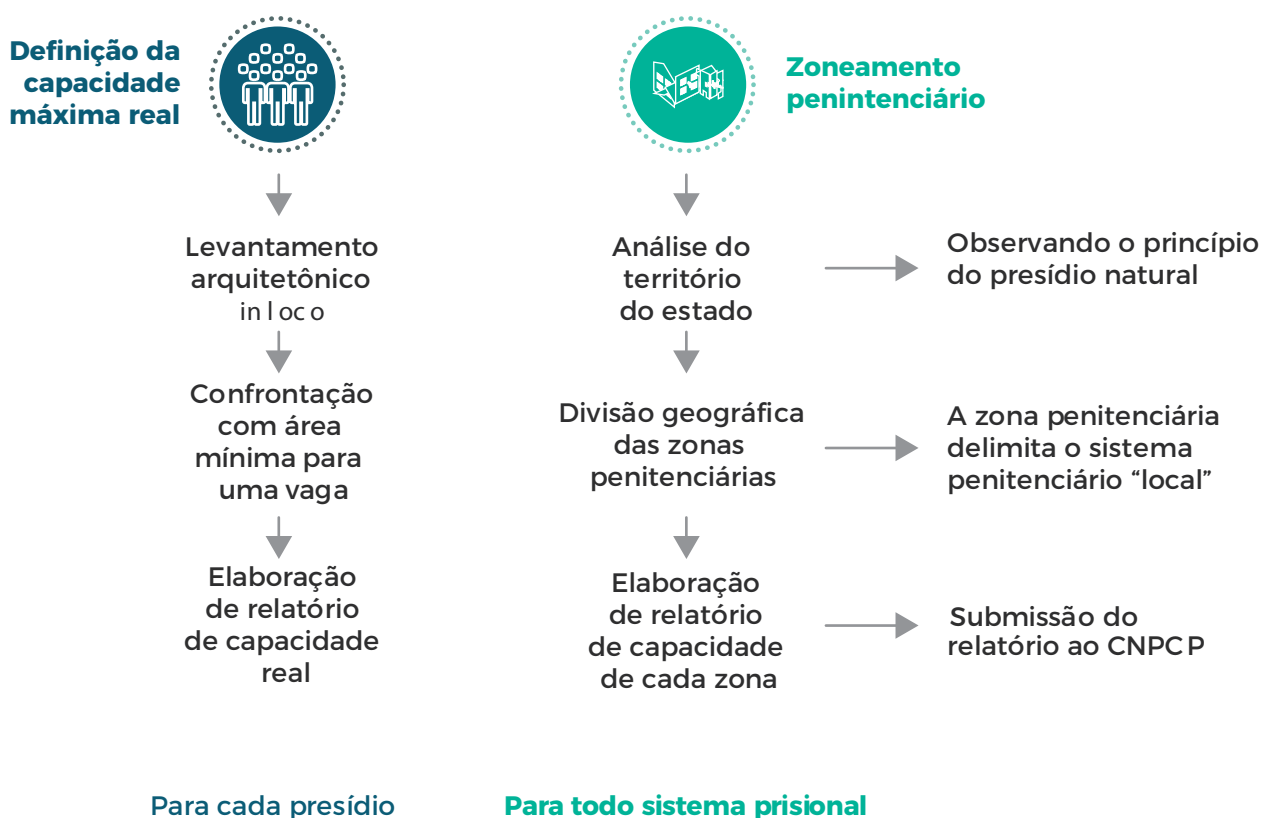 Definição da
capacidade
máxima real
Levantamento
arquitetônico
in loco
Confrontação
com área
mínima para
uma vaga
Elaboração
de relatório
de capacidade
real
Para cada presídio
Zoneamento
penintenciário
Análise do
território
do estado
Observando o princípio
do presídio natural
Divisão geográfica
das zonas
penitenciárias
A zona penitenciária
delimita o sistema
penitenciário “local”
Elaboração
de relatório
de capacidade
de cada zona
Submissão do
relatório ao CNPCP
Para todo sistema prisional